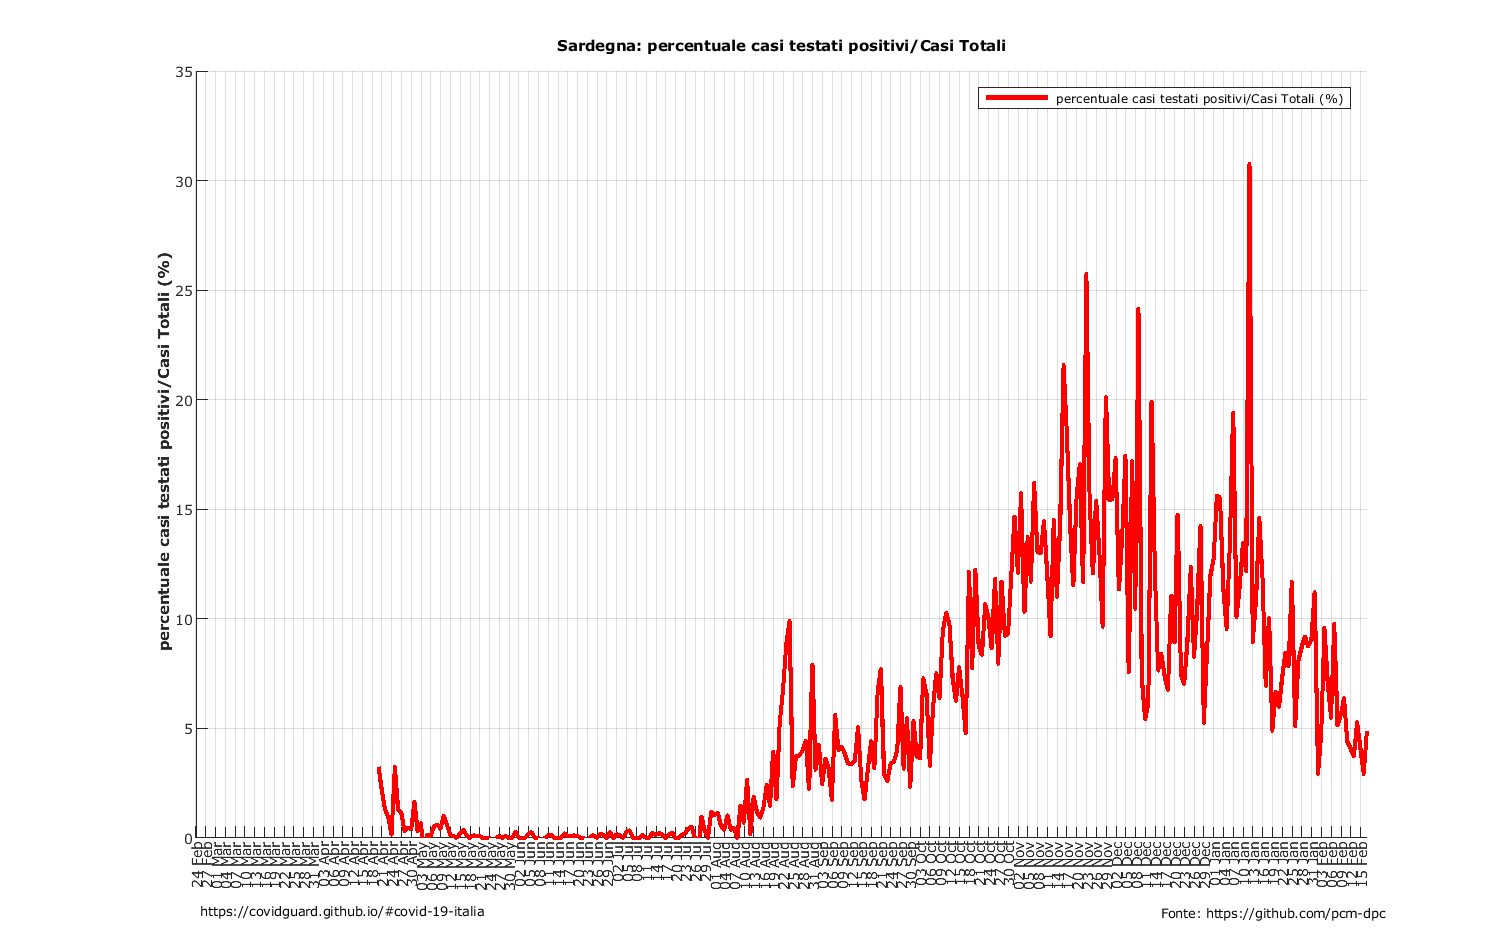 Sardegna: percentuale casi testati positivi/Casi Totali
percentuale casi testati positivi/Casi Totali (%)
percentuale casi testati positivi/Casi Totali (%)
35
30
25
20
15
10
5
0
24 Feb
27 Feb
01 Mar
04 Mar
07 Mar
10 Mar
13 Mar
16 Mar
19 Mar
22 Mar
25 Mar
28 Mar
31 Mar
03 Apr
06 Apr
09 Apr
12 Apr
15 Apr
18 Apr
21 Apr
24 Apr
27 Apr
30 Apr
03 May
06 May
09 May
12 May
15 May
18 May
21 May
24 May
27 May
30 May
02 Jun
05 Jun
08 Jun
11 Jun
14 Jun
17 Jun
20 Jun
23 Jun
26 Jun
29 Jun
02 Jul
05 Jul
08 Jul
11 Jul
14 Jul
17 Jul
20 Jul
23 Jul
26 Jul
29 Jul
01 Aug
04 Aug
07 Aug
10 Aug
13 Aug
16 Aug
19 Aug
22 Aug
25 Aug
28 Aug
31 Aug
03 Sep
06 Sep
09 Sep
12 Sep
15 Sep
18 Sep
21 Sep
24 Sep
27 Sep
30 Sep
03 Oct
06 Oct
09 Oct
12 Oct
15 Oct
18 Oct
21 Oct
24 Oct
27 Oct
30 Oct
02 Nov
05 Nov
08 Nov
11 Nov
14 Nov
17 Nov
20 Nov
23 Nov
26 Nov
29 Nov
02 Dec
05 Dec
08 Dec
11 Dec
14 Dec
17 Dec
20 Dec
23 Dec
26 Dec
29 Dec
01 Jan
04 Jan
07 Jan
10 Jan
13 Jan
16 Jan
19 Jan
22 Jan
25 Jan
28 Jan
31 Jan
03 Feb
06 Feb
09 Feb
12 Feb
15 Feb
https://covidguard.github.io/#covid-19-italia
Fonte: https://github.com/pcm-dpc